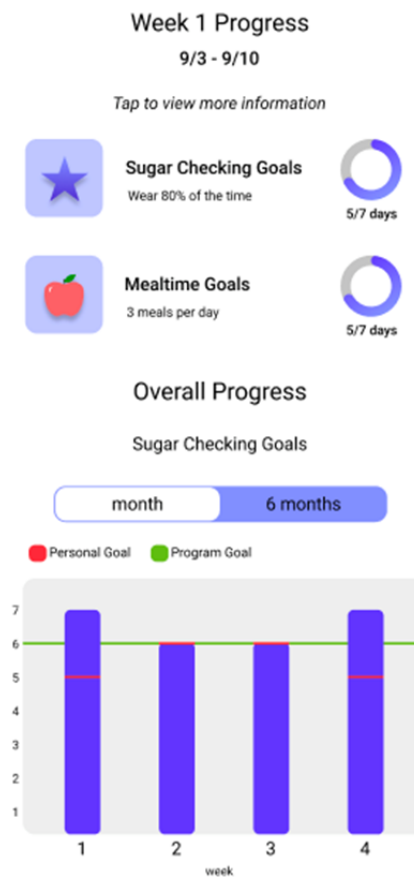 Week 1 Progress
9/3 - 9/10
Tap to view more information
Sugar Checking Goals
Wear 80% of the time
5/7 days
Mealtime Goals
3 meals per day
5/7 days
Overall Progress
Sugar Checking Goals
month 6 months
Personal Goal Program Goal
7
6
5
4
3
2
1
1 2 3 4
week